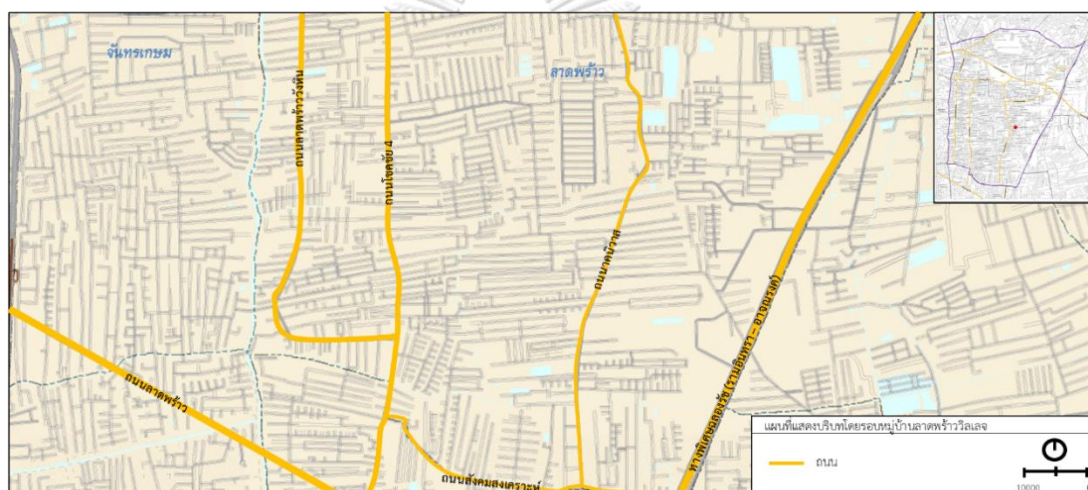 จันทรเกษม
ลาดพร้าว
ถนนลาดพร้าววังหิน
ถนนโชคชัย 4
ถนนนาคนิวาส
ทางพิเศษฉลองรัช (รามอินทรา – อาจณรงค์)
ถนนลาดพร้าว
ถนนสังคมสงเคราะห์
แผนที่แสดงบริบทโดยรอบหมู่บ้านลาดพร้าววิลเลจ
ถนน
10000